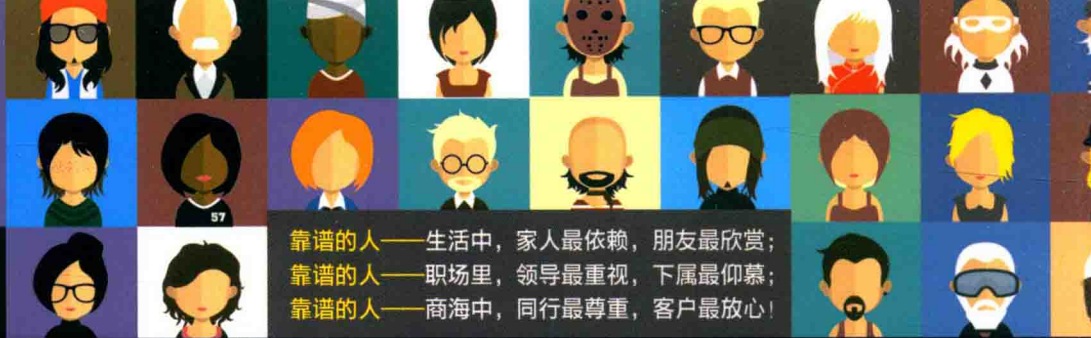 57
靠谱的人——生活中，家人最依赖，朋友最欣赏；
靠谱的人——职场里，领导最重视，下属最仰慕；
靠谱的人——商海中，同行最尊重，客户最放心！